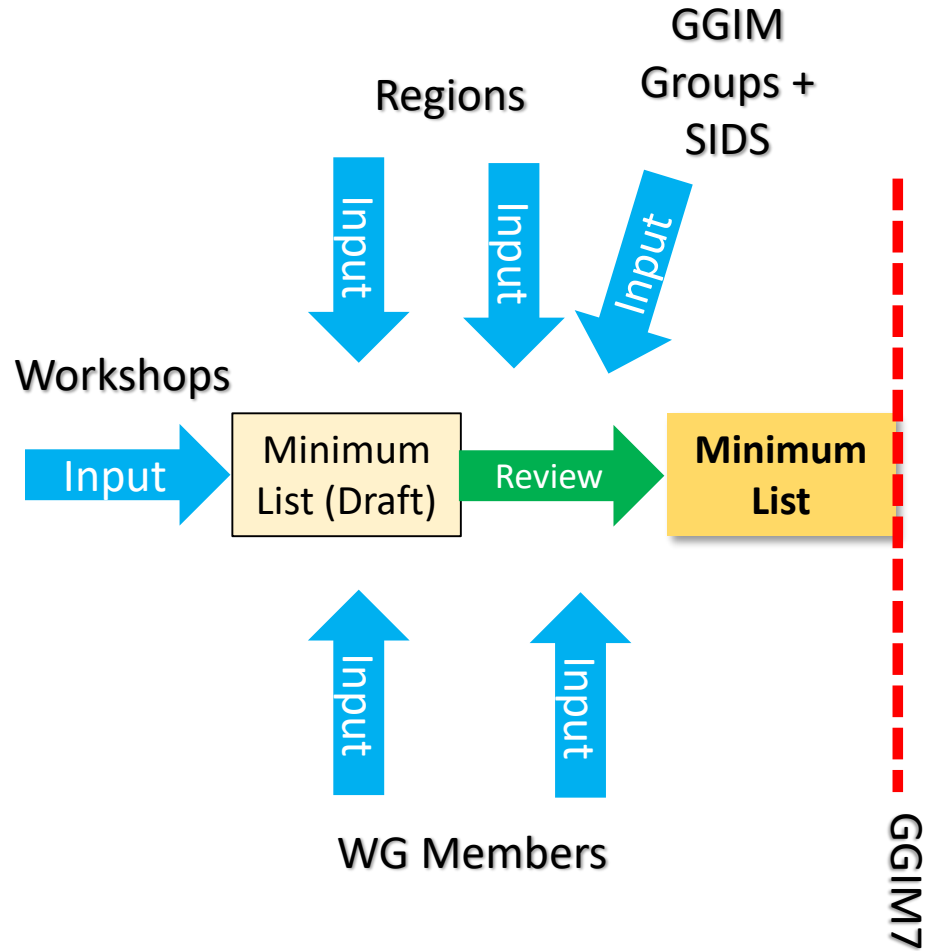 GGIM
Groups +
SIDS
Regions
Input
Input
Input
Workshops
Input
Minimum
List (Draft)
Review
Minimum
List
Input
Input
WG Members
GGIM7